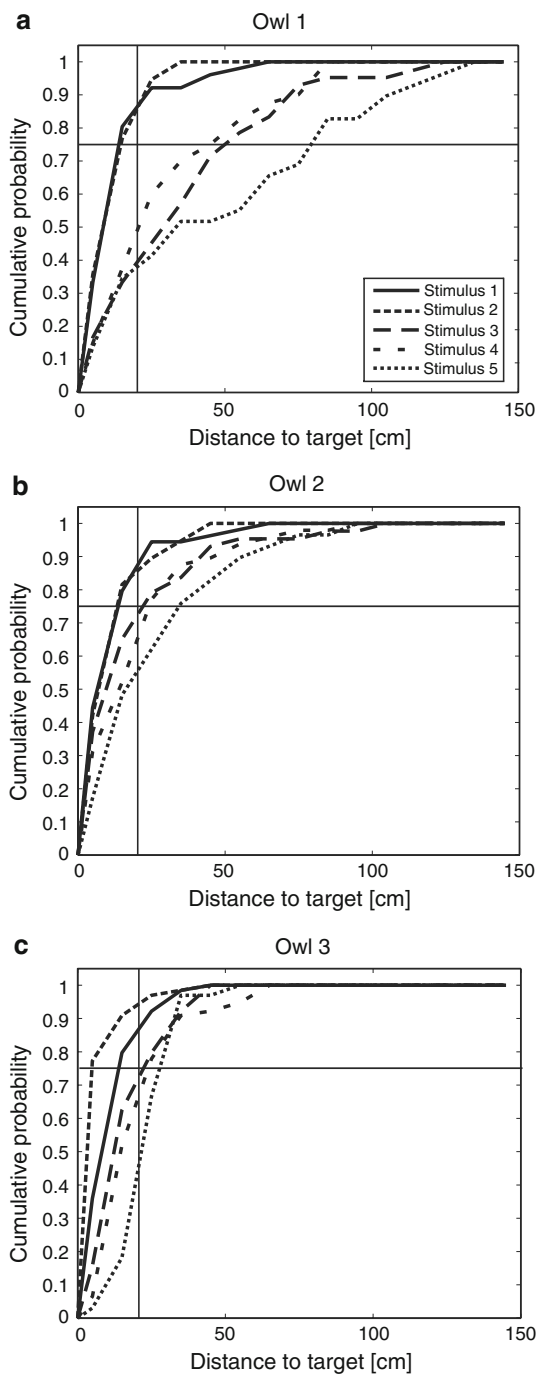 a
Owl 1
1
0.9
0.8
0.7
0.6
0.5
0.4
0.3
0.2
0.1
0
Cumulative probability
Stimulus 1
Stimulus 2
Stimulus 3
Stimulus 4
Stimulus 5
0 50 100 150
Distance to target [cm]
b
Owl 2
1
0.9
0.8
0.7
0.6
0.5
0.4
0.3
0.2
0.1
0
Cumulative probability
0 50 100 150
Distance to target [cm]
c
Owl 3
1
0.9
0.8
0.7
0.6
0.5
0.4
0.3
0.2
0.1
0
Cumulative probability
0 50 100 150
Distance to target [cm]